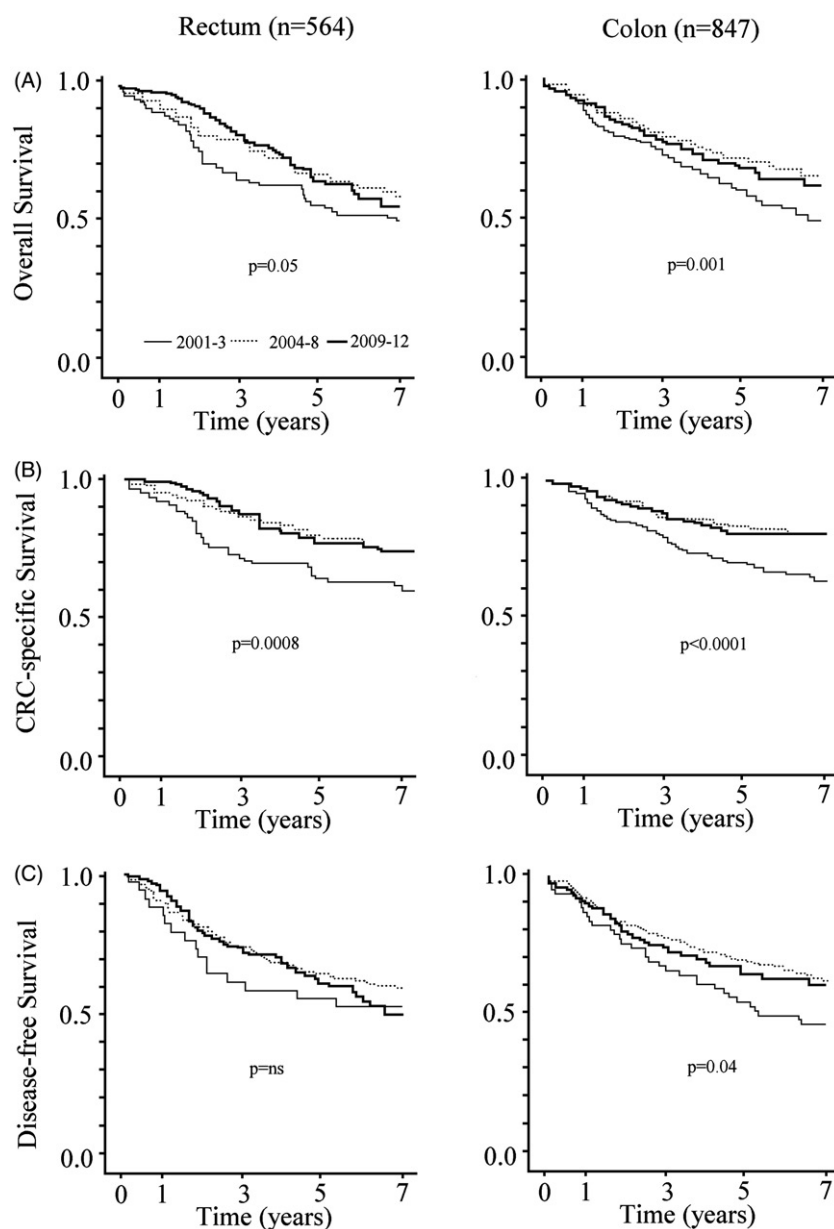 Rectum (n=564) Colon (n=847)
(A)
Overall Survival
1.0
0.5
0.0
p=0.05
2001-3 2004-8 2009-12
0 1 3 5 7
Time (years)
1.0
0.5
0.0
p=0.001
0 1 3 5 7
Time (years)
(B)
CRC-specific Survival
1.0
0.5
0.0
p=0.0008
0 1 3 5 7
Time (years)
1.0
0.5
0.0
p<0.0001
0 1 3 5 7
Time (years)
(C)
Disease-free Survival
1.0
0.5
0.0
p=ns
0 1 3 5 7
Time (years)
1.0
0.5
0.0
p=0.04
0 1 3 5 7
Time (years)